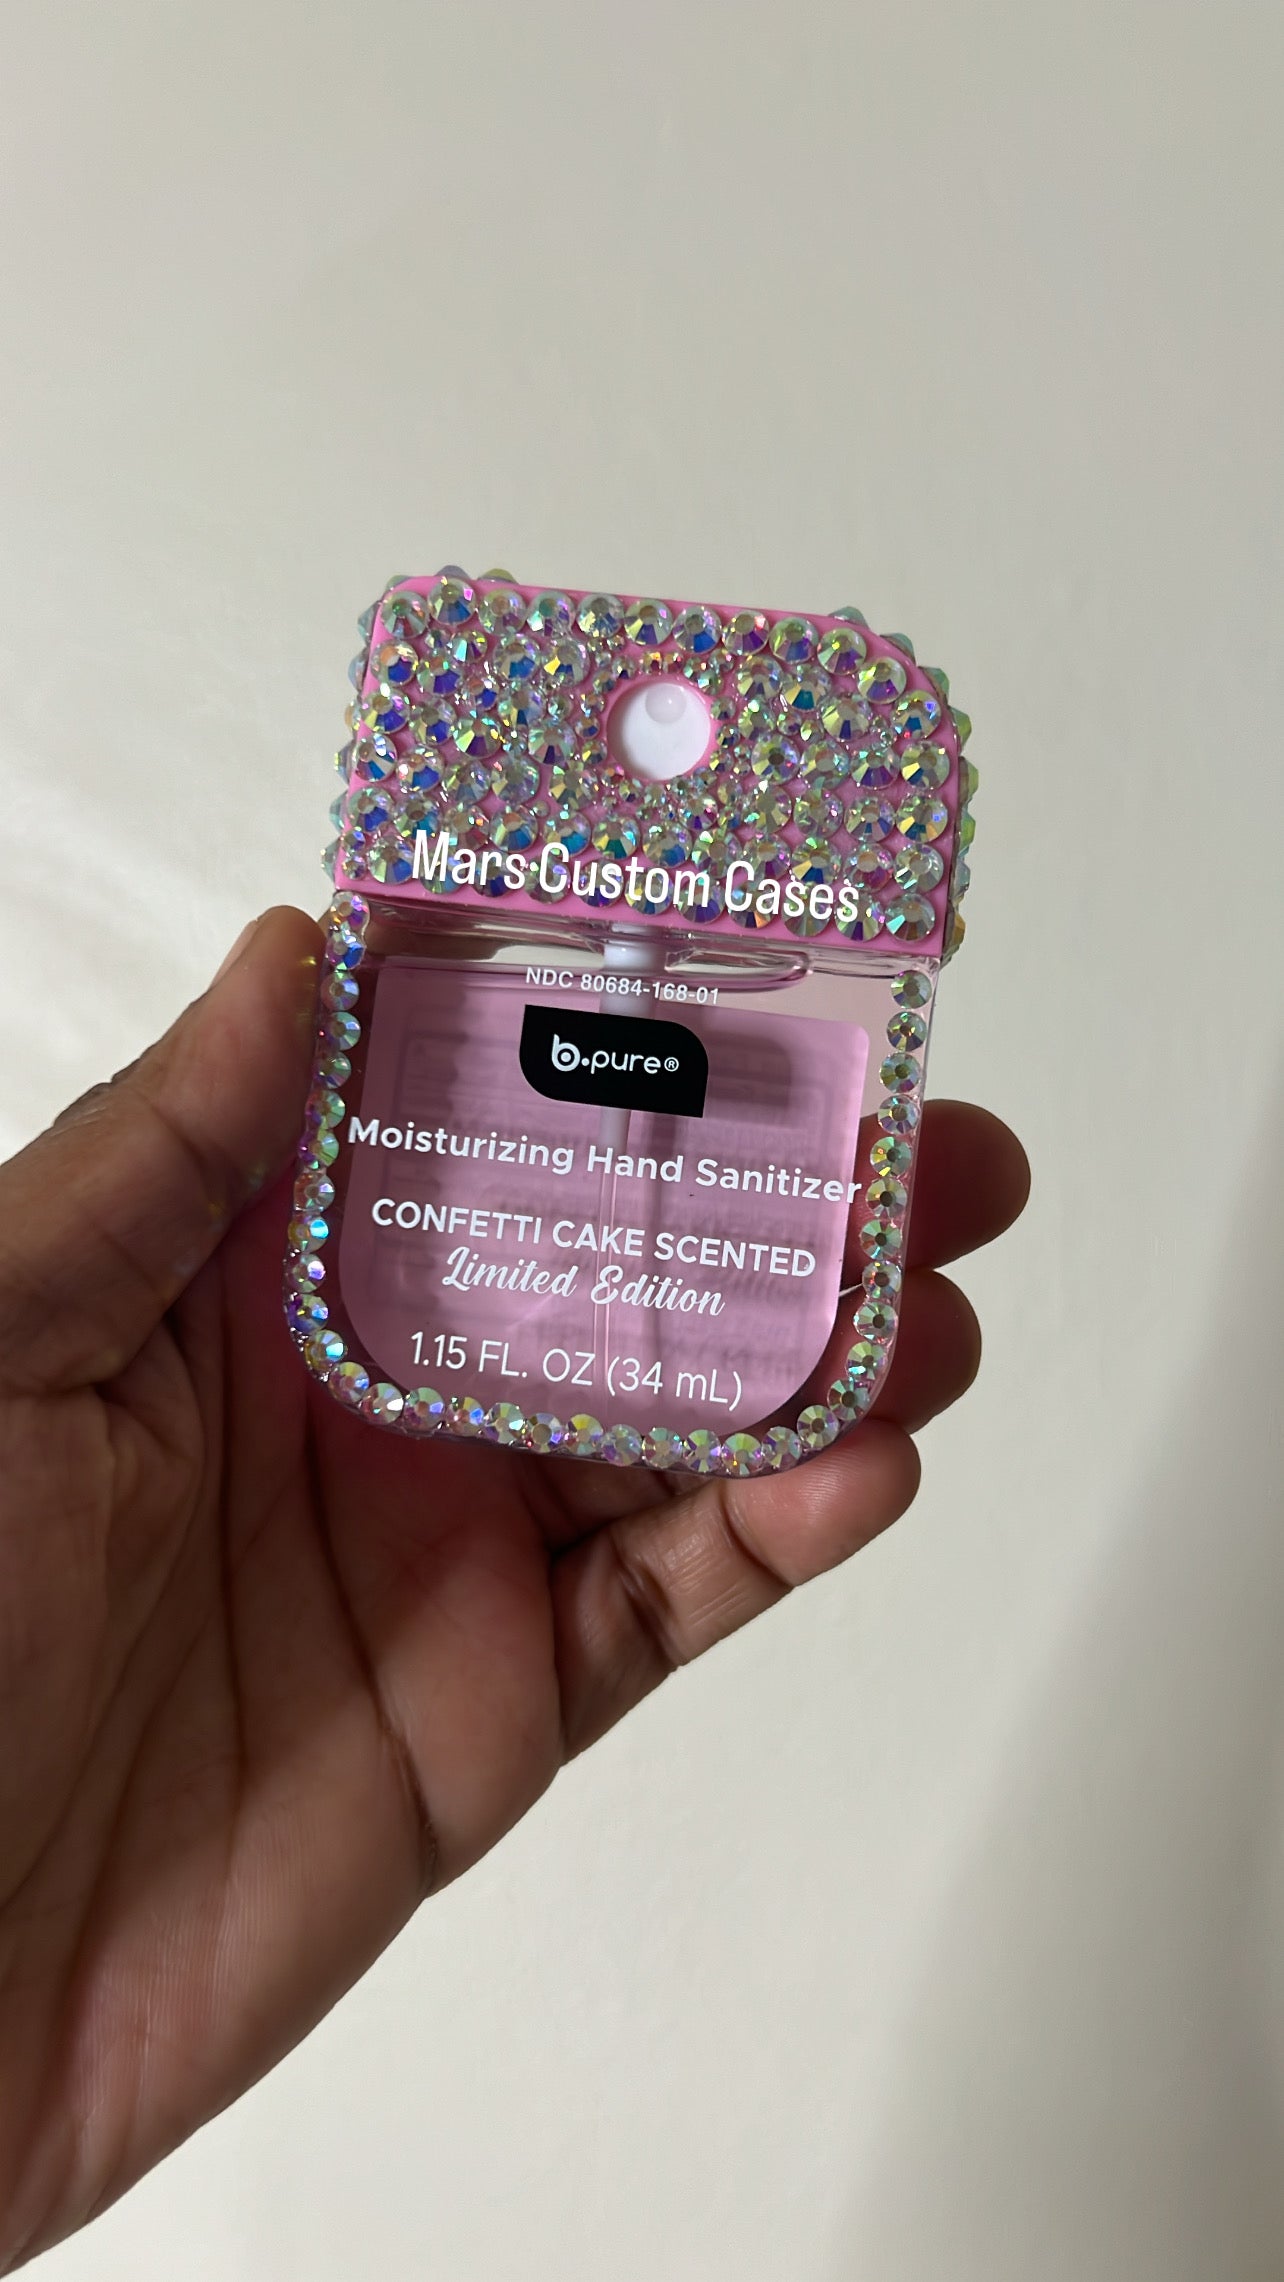 Mars Custom Cases
NDC 80684-168-01
b.pure®
Moisturizing Hand Sanitizer
CONFETTI CAKE SCENTED
Limited Edition
1.15 FL. OZ (34 mL)